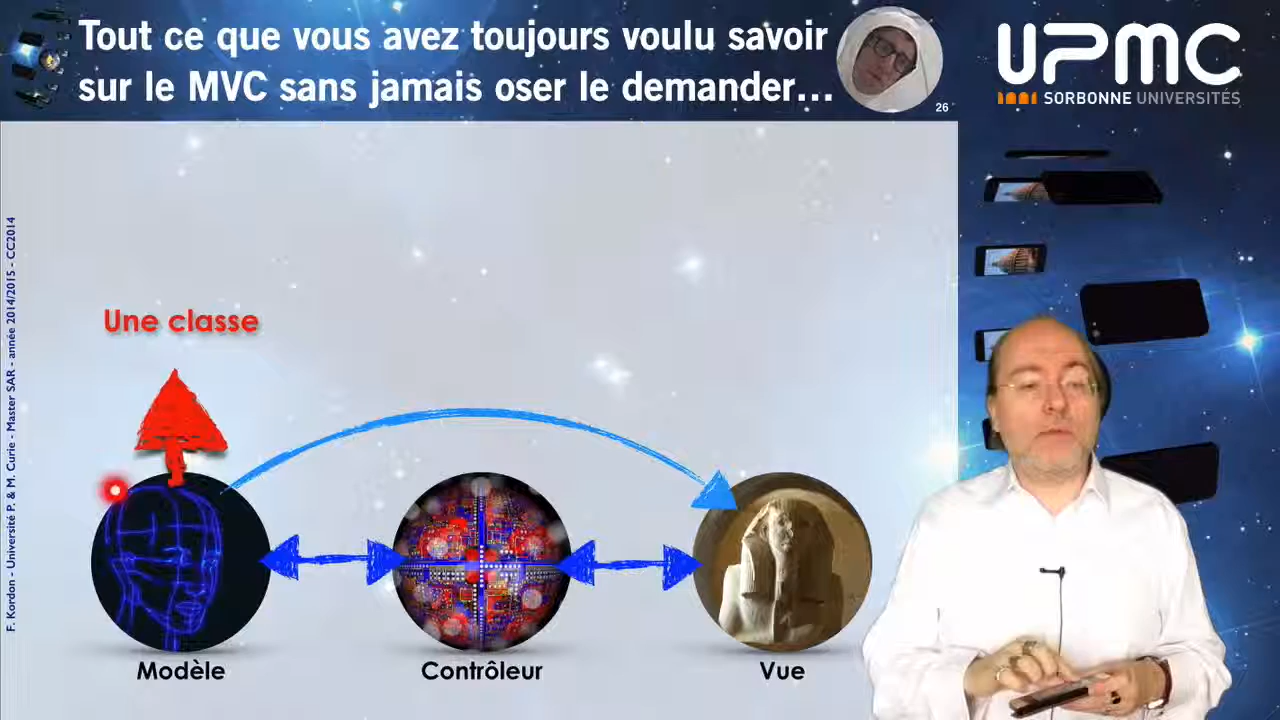 Tout ce que vous avez toujours voulu savoir
sur le MVC sans jamais oser le demander...
26
UPMC
SORBONNE UNIVERSITÉS
F. Kordon - Université P. & M. Curie - Master SAR - année 2014/2015 - CC2014
Une classe
Modèle
Contrôleur
Vue